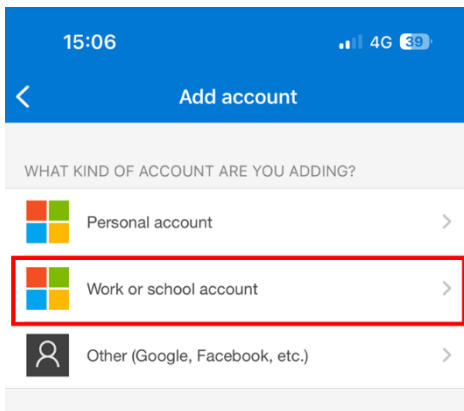 15:06 4G 39
Add account
WHAT KIND OF ACCOUNT ARE YOU ADDING?
Personal account
Work or school account
Other (Google, Facebook, etc.)